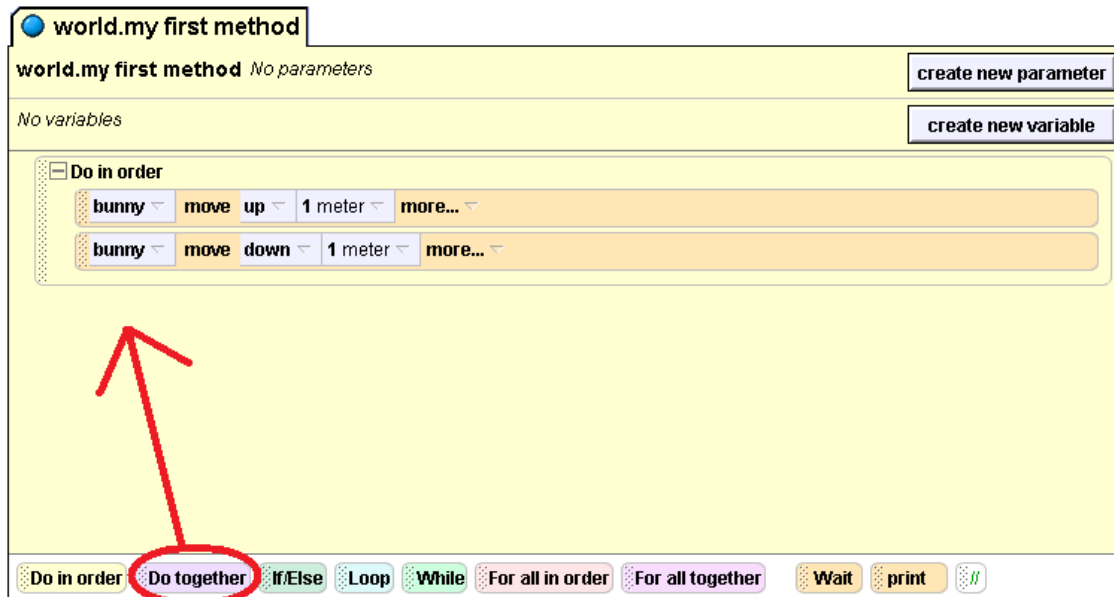 world.my first method
world.my first method No parameters create new parameter
No variables create new variable
Do in order
bunny move up 1 meter more...
bunny move down 1 meter more...
Do in order Do together If/Else Loop While For all in order For all together Wait print //